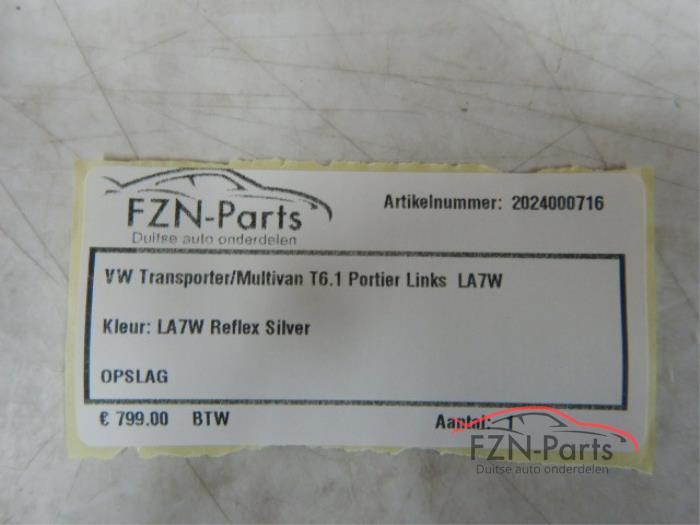 FZN-Parts
Duitse auto onderdelen
Artikelnummer: 2024000716
VW Transporter/Multivan T6.1 Portier Links LA7W
Kleur: LA7W Reflex Silver
OPSLAG
€ 799.00 BTW
Aantal: 1
FZN-Parts
Duitse auto onderdelen